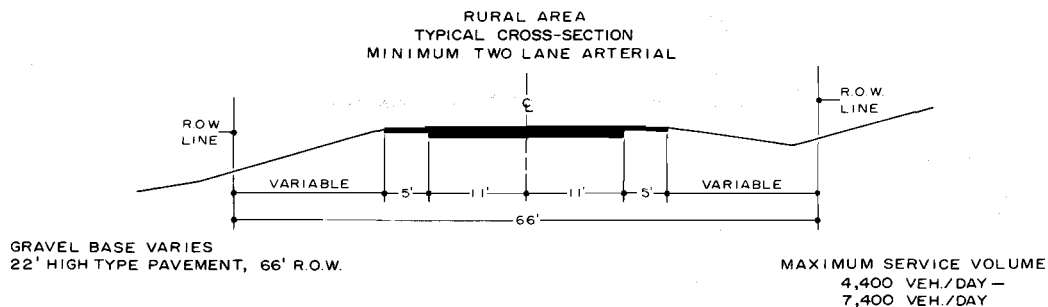 RURAL AREA
TYPICAL CROSS-SECTION
MINIMUM TWO LANE ARTERIAL
R.O.W.
LINE
℄
R.O.W
LINE
VARIABLE
5'
11'
11'
5'
VARIABLE
66'
GRAVEL BASE VARIES
22' HIGH TYPE PAVEMENT, 66' R.O.W.
MAXIMUM SERVICE VOLUME
4,400 VEH./DAY —
7,400 VEH./DAY